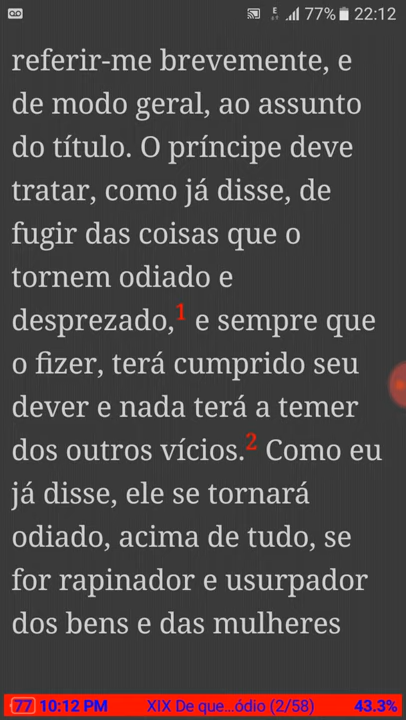 77% 22:12
referir-me brevemente, e
de modo geral, ao assunto
do título. O príncipe deve
tratar, como já disse, de
fugir das coisas que o
tornem odiado e
desprezado,1 e sempre que
o fizer, terá cumprido seu
dever e nada terá a temer
dos outros vícios.2 Como eu
já disse, ele se tornará
odiado, acima de tudo, se
for rapinador e usurpador
dos bens e das mulheres
77 10:12 PM XIX De que...ódio (2/58) 43.3%